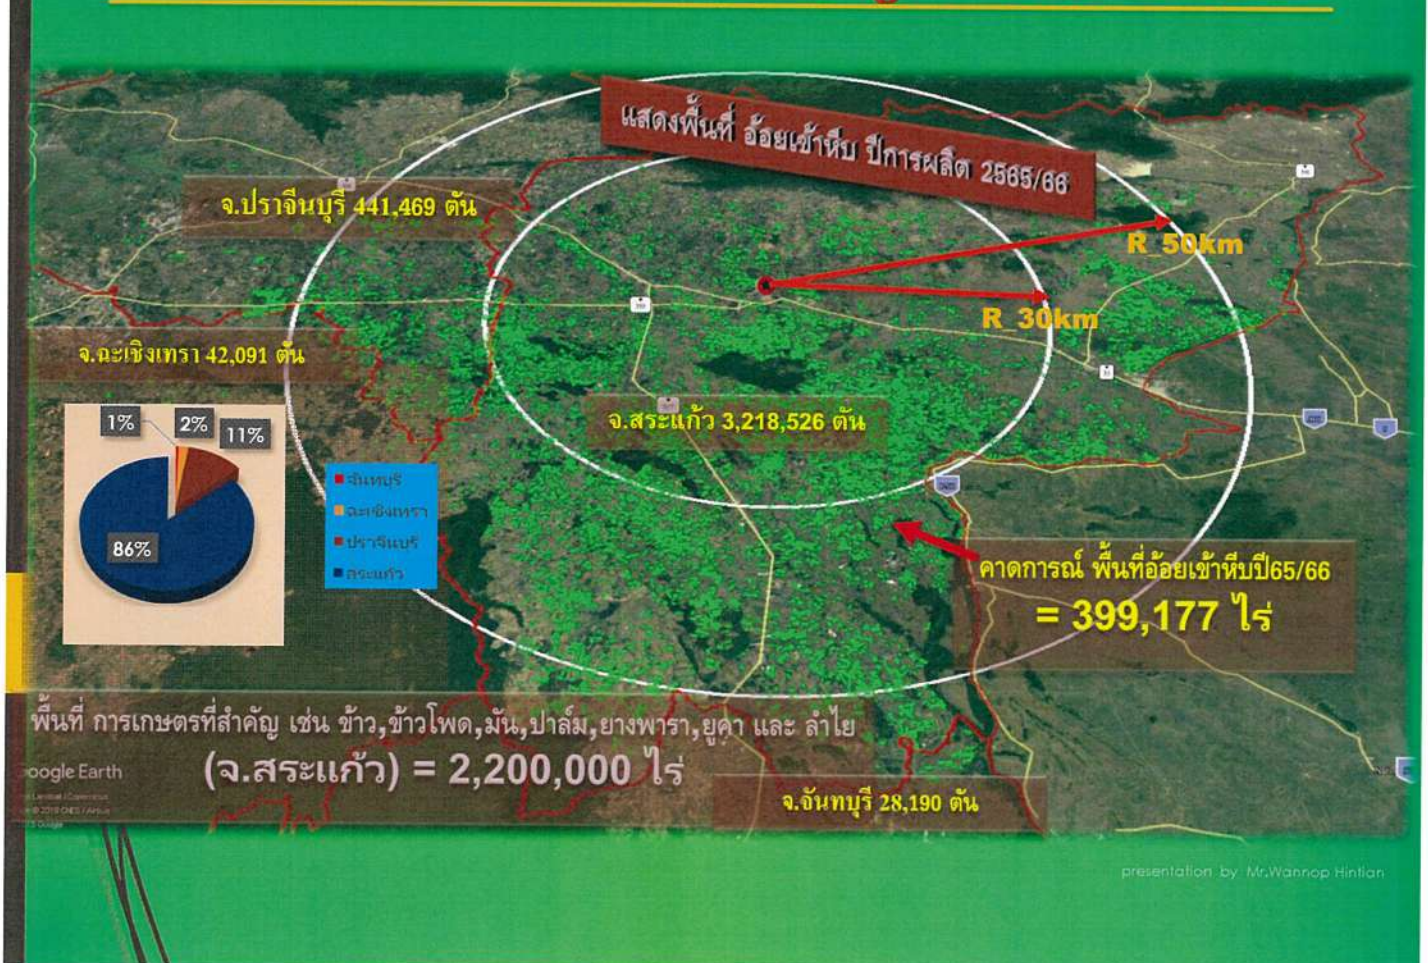 แสดงพื้นที่ อ้อยเข้าหีบ ปีการผลิต 2565/66
จ.ปราจีนบุรี 441,469 ตัน
R_50km
R_30km
จ.ฉะเชิงเทรา 42,091 ตัน
จ.สระแก้ว 3,218,526 ตัน
1%
2%
11%
86%
จันทบุรี
ฉะเชิงเทรา
ปราจีนบุรี
สระแก้ว
คาดการณ์ พื้นที่อ้อยเข้าหีบปี65/66
= 399,177 ไร่
พื้นที่ การเกษตรที่สำคัญ เช่น ข้าว,ข้าวโพด,มัน,ปาล์ม,ยางพารา,ยูคา และ ลำไย
(จ.สระแก้ว) = 2,200,000 ไร่
oogle Earth
จ.จันทบุรี 28,190 ตัน
presentation by Mr.Wannop Hintian